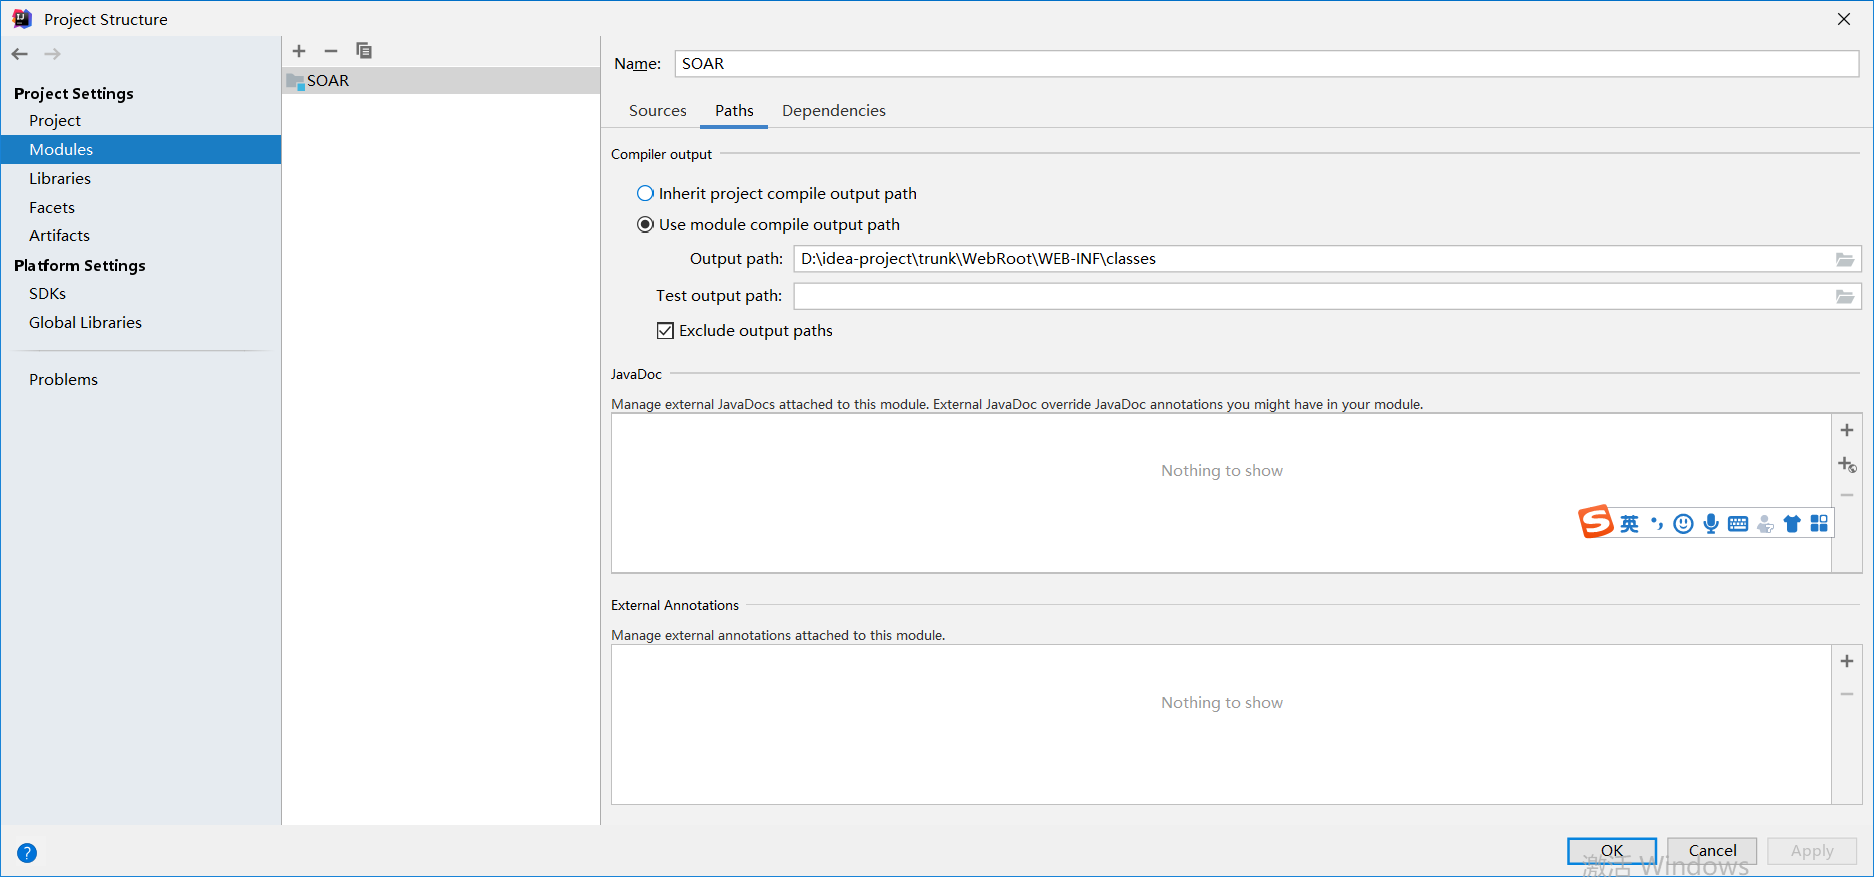 Project Structure
Project Settings
Project
Modules
Libraries
Facets
Artifacts
Platform Settings
SDKs
Global Libraries
Problems
SOAR
Name: SOAR
Sources Paths Dependencies
Compiler output
Inherit project compile output path
Use module compile output path
Output path: D:\idea-project\trunk\WebRoot\WEB-INF\classes
Test output path:
Exclude output paths
JavaDoc
Manage external JavaDocs attached to this module. External JavaDoc override JavaDoc annotations you might have in your module.
Nothing to show
英
External Annotations
Manage external annotations attached to this module.
Nothing to show
OK Cancel Apply
激活 Windows